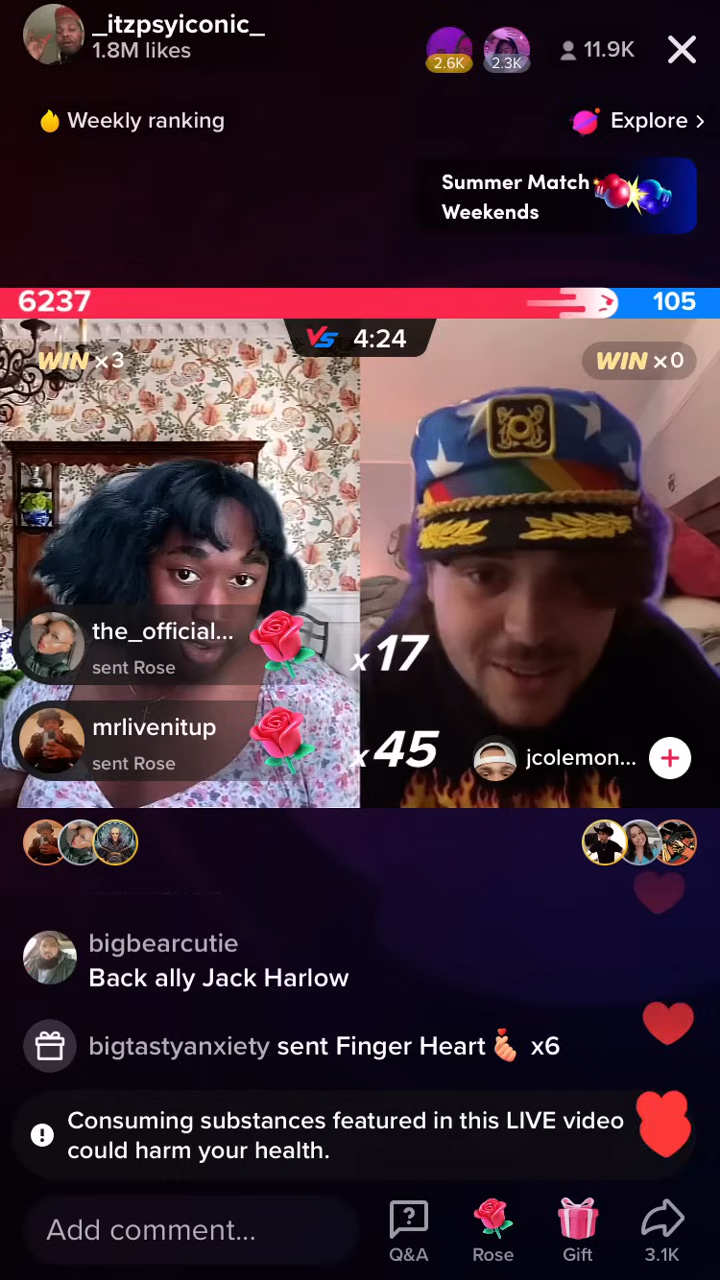 _itzpsyiconic_
1.8M likes
2.6K
2.3K
11.9K
Weekly ranking
Explore
Summer Match
Weekends
6237
105
VS 4:24
WIN x3
WIN x0
the_official...
sent Rose
x17
mrlivenitup
sent Rose
x45
jcolemon...
bigbearcutie
Back ally Jack Harlow
bigtastyanxiety sent Finger Heart x6
Consuming substances featured in this LIVE video
could harm your health.
Add comment...
Q&A
Rose
Gift
3.1K